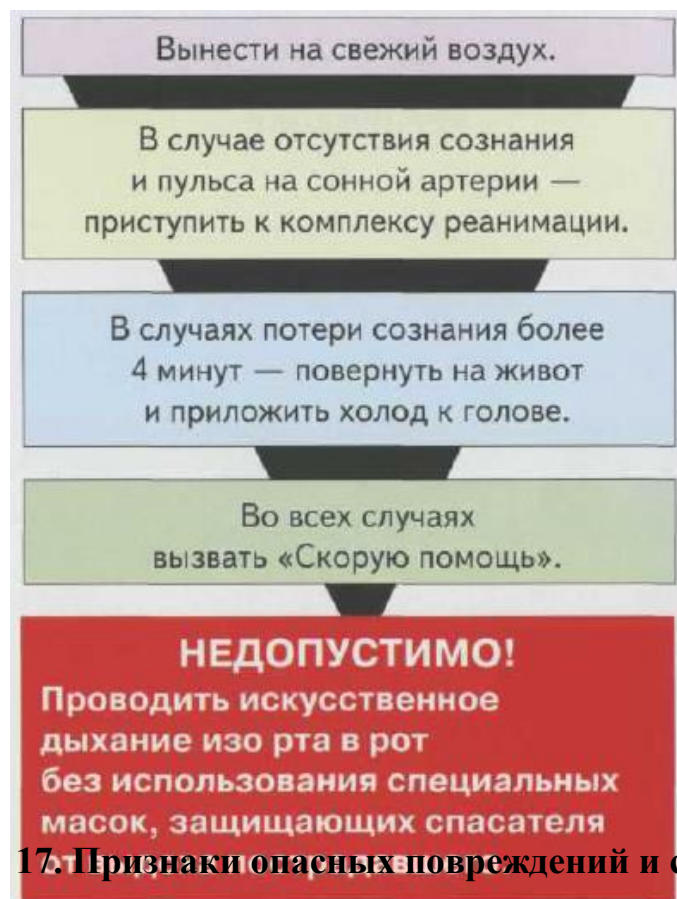 Вынести на свежий воздух.
В случае отсутствия сознания
и пульса на сонной артерии —
приступить к комплексу реанимации.
В случаях потери сознания более
4 минут — повернуть на живот
и приложить холод к голове.
Во всех случаях
вызвать «Скорую помощь».
НЕДОПУСТИМО!
Проводить искусственное
дыхание изо рта в рот
без использования специальных
масок, защищающих спасателя
17. Признаки опасных повреждений и с